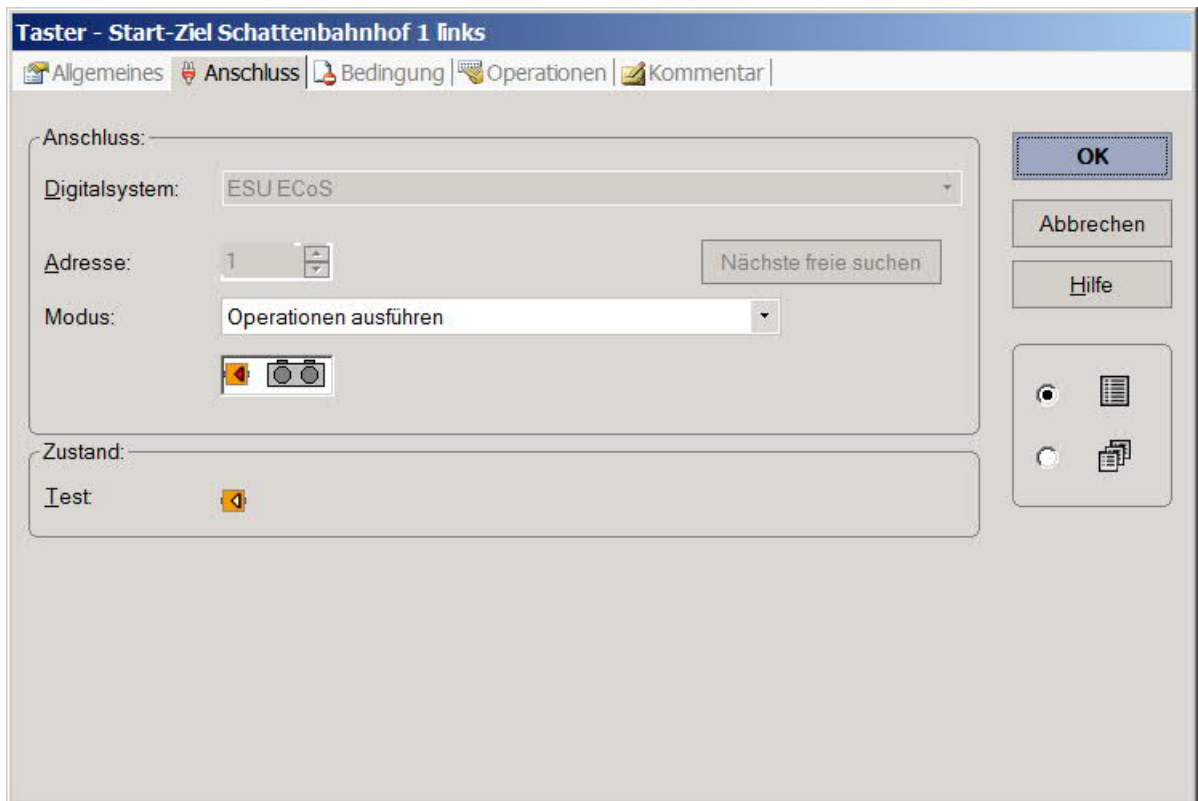 Taster - Start-Ziel Schattenbahnhof 1 links
Allgemeines Anschluss Bedingung Operationen Kommentar
Anschluss:
Digitalsystem: ESU ECoS
Adresse: 1 Nächste freie suchen
Modus: Operationen ausführen
Zustand:
Test:
OK
Abbrechen
Hilfe